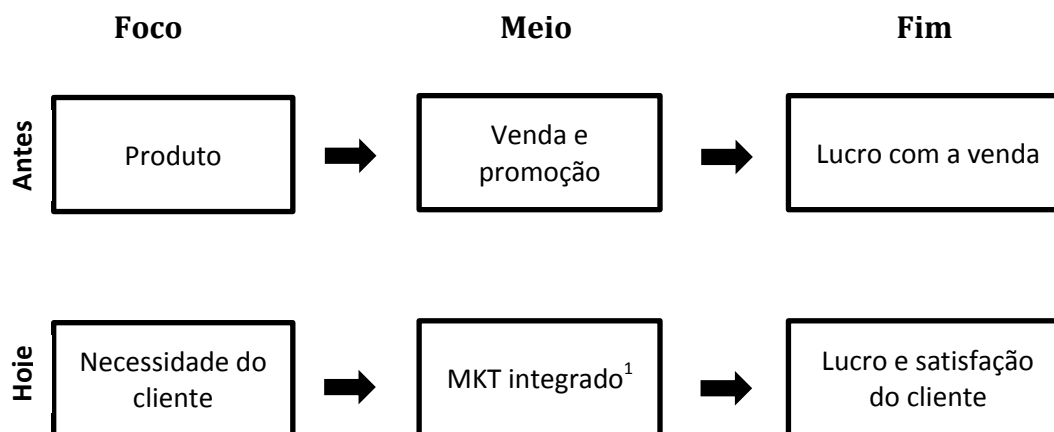 Foco Meio Fim
Antes
Produto
Venda e
promoção
Lucro com a venda
Hoje
Necessidade do
cliente
MKT integrado¹
Lucro e satisfação
do cliente